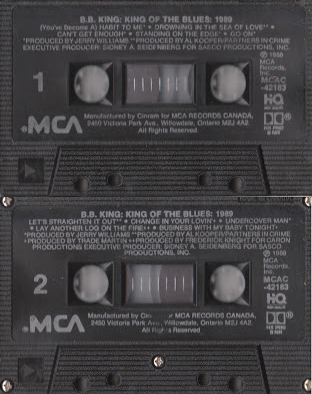 B.B. KING: KING OF THE BLUES: 1989
(You've Become A) HABIT TO ME* • DROWNING IN THE SEA OF LOVE** •
CAN'T GET ENOUGH* • STANDING ON THE EDGE* • GO ON*
*PRODUCED BY JERRY WILLIAMS **PRODUCED BY AL KOOPER/PARTNERS IN CRIME
EXECUTIVE PRODUCER: SIDNEY A. SEIDENBERG FOR SASCO PRODUCTIONS, INC.
℗ 1988
MCA
Records,
Inc.
MCAC
-42183
HQ
1
MCA
Manufactured by Cinram for MCA RECORDS CANADA,
2450 Victoria Park Ave., Willowdale, Ontario M2J 4A2.
All Rights Reserved.
B.B. KING: KING OF THE BLUES: 1989
LET'S STRAIGHTEN IT OUT** • CHANGE IN YOUR LOVIN'+ • UNDERCOVER MAN*
• LAY ANOTHER LOG ON THE FIRE++ • BUSINESS WITH MY BABY TONIGHT+
*PRODUCED BY JERRY WILLIAMS **PRODUCED BY AL KOOPER/PARTNERS IN CRIME
+PRODUCED BY TRADE MARTIN ++PRODUCED BY FREDERICK KNIGHT FOR CARON
PRODUCTIONS EXECUTIVE PRODUCER: SIDNEY A. SEIDENBERG FOR SASCO
PRODUCTIONS, INC.
℗ 1988
MCA
Records,
Inc.
MCAC
-42183
HQ
2
MCA
Manufactured by for MCA RECORDS CANADA,
2450 Victoria Park Willowdale, Ontario M2J 4A2.
All Rights Reserved